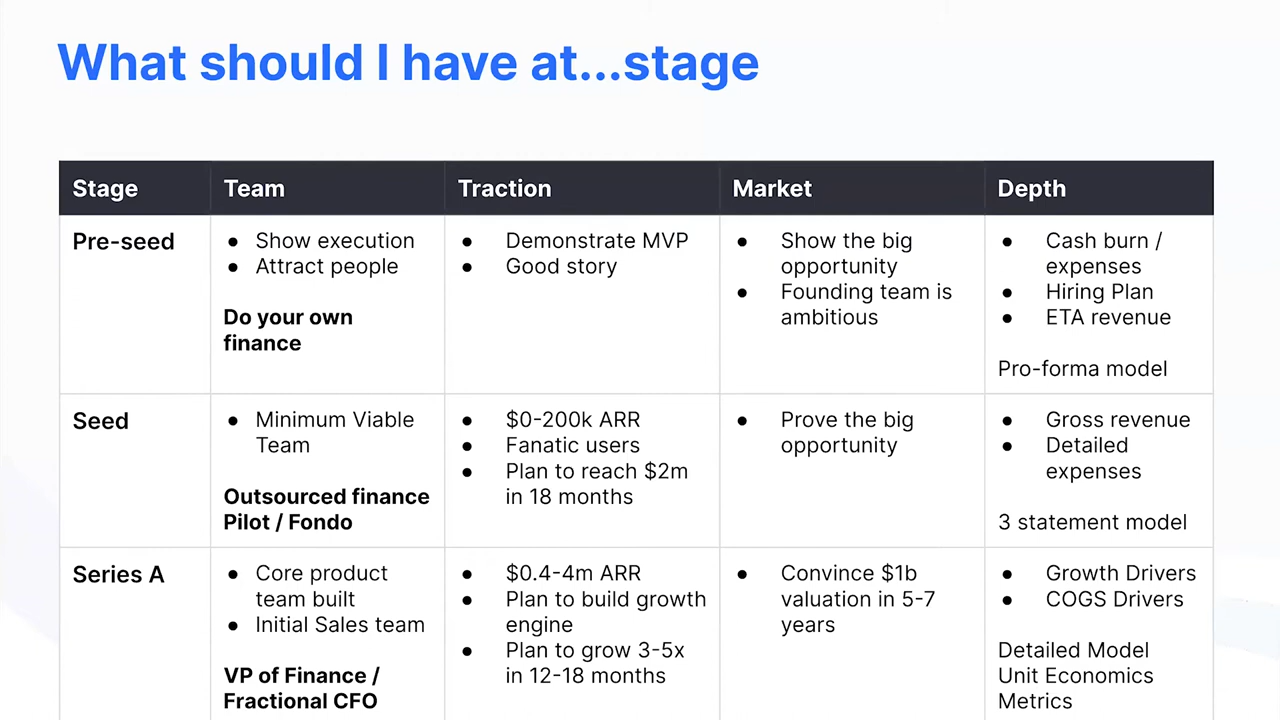 What should I have at...stage
Stage
Team
Traction
Market
Depth
Pre-seed
● Show execution
● Attract people
Do your own
finance
● Demonstrate MVP
● Good story
● Show the big
opportunity
● Founding team is
ambitious
● Cash burn /
expenses
● Hiring Plan
● ETA revenue
Pro-forma model
Seed
● Minimum Viable
Team
Outsourced finance
Pilot / Fondo
● $0-200k ARR
● Fanatic users
● Plan to reach $2m
in 18 months
● Prove the big
opportunity
● Gross revenue
● Detailed
expenses
3 statement model
Series A
● Core product
team built
● Initial Sales team
VP of Finance /
Fractional CFO
● $0.4-4m ARR
● Plan to build growth
engine
● Plan to grow 3-5x
in 12-18 months
● Convince $1b
valuation in 5-7
years
● Growth Drivers
● COGS Drivers
Detailed Model
Unit Economics
Metrics